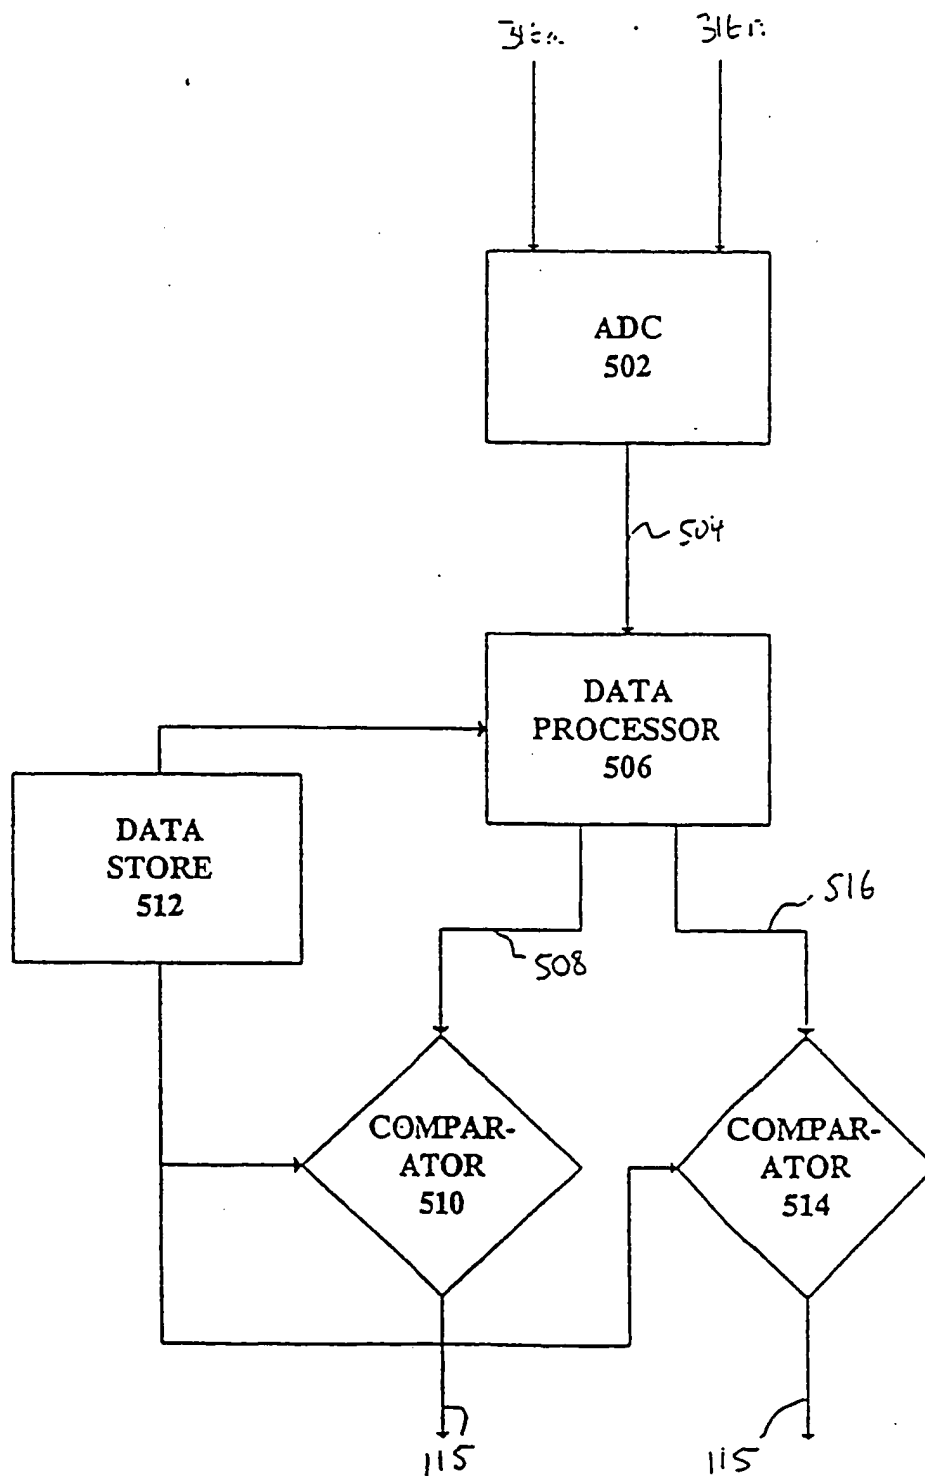 ADC
502
504
DATA
PROCESSOR
506
DATA
STORE
512
516
508
COMPAR-
ATOR
510
COMPAR-
ATOR
514
115
115